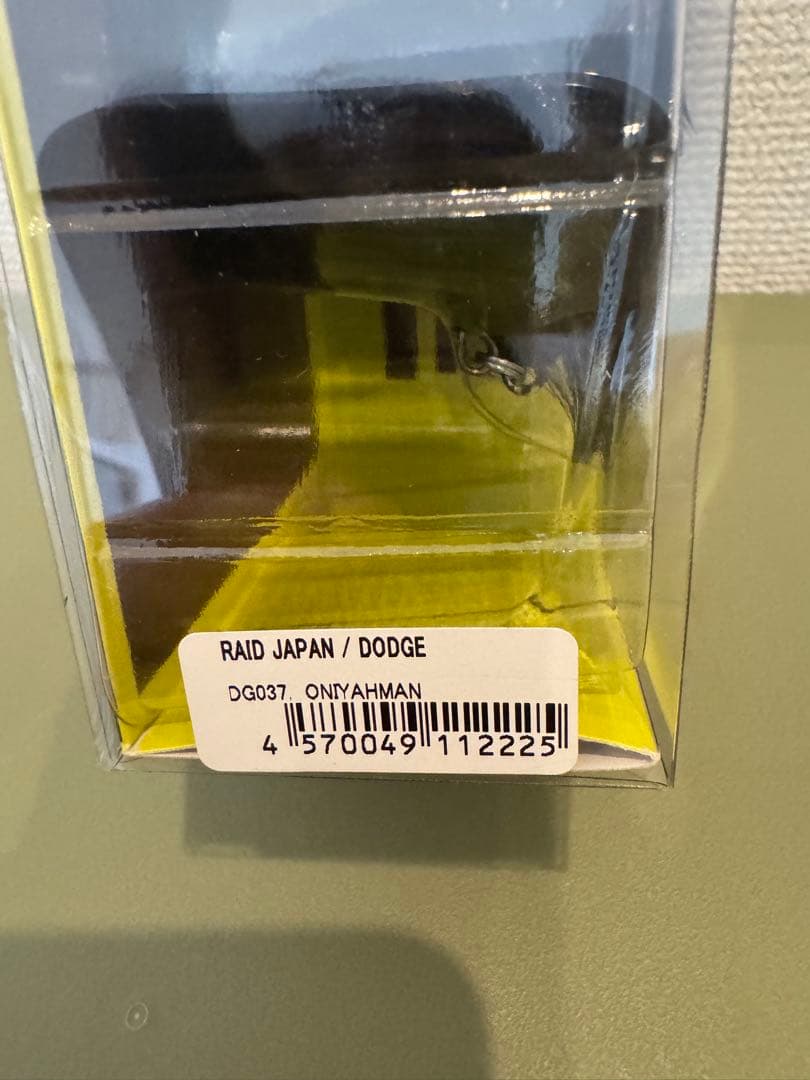 RAID JAPAN / DODGE
DG037. ONIYAHMAN
4 570049 112225